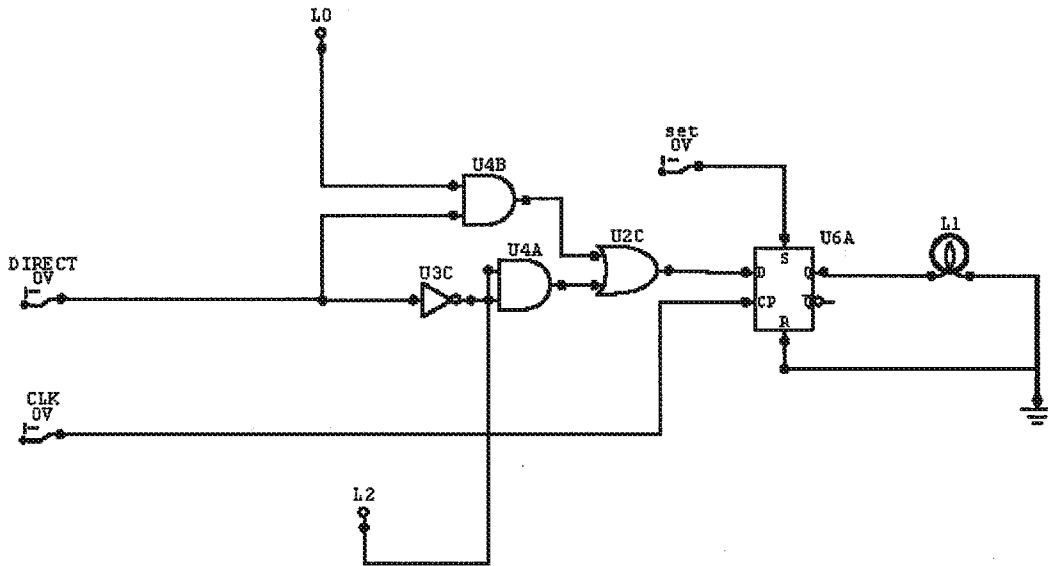 L0
set
0V
U4B
U2C
U6A
L1
DIRECT
0V
U3C
U4A
S
D
Q
CP
Q
R
CLK
0V
L2